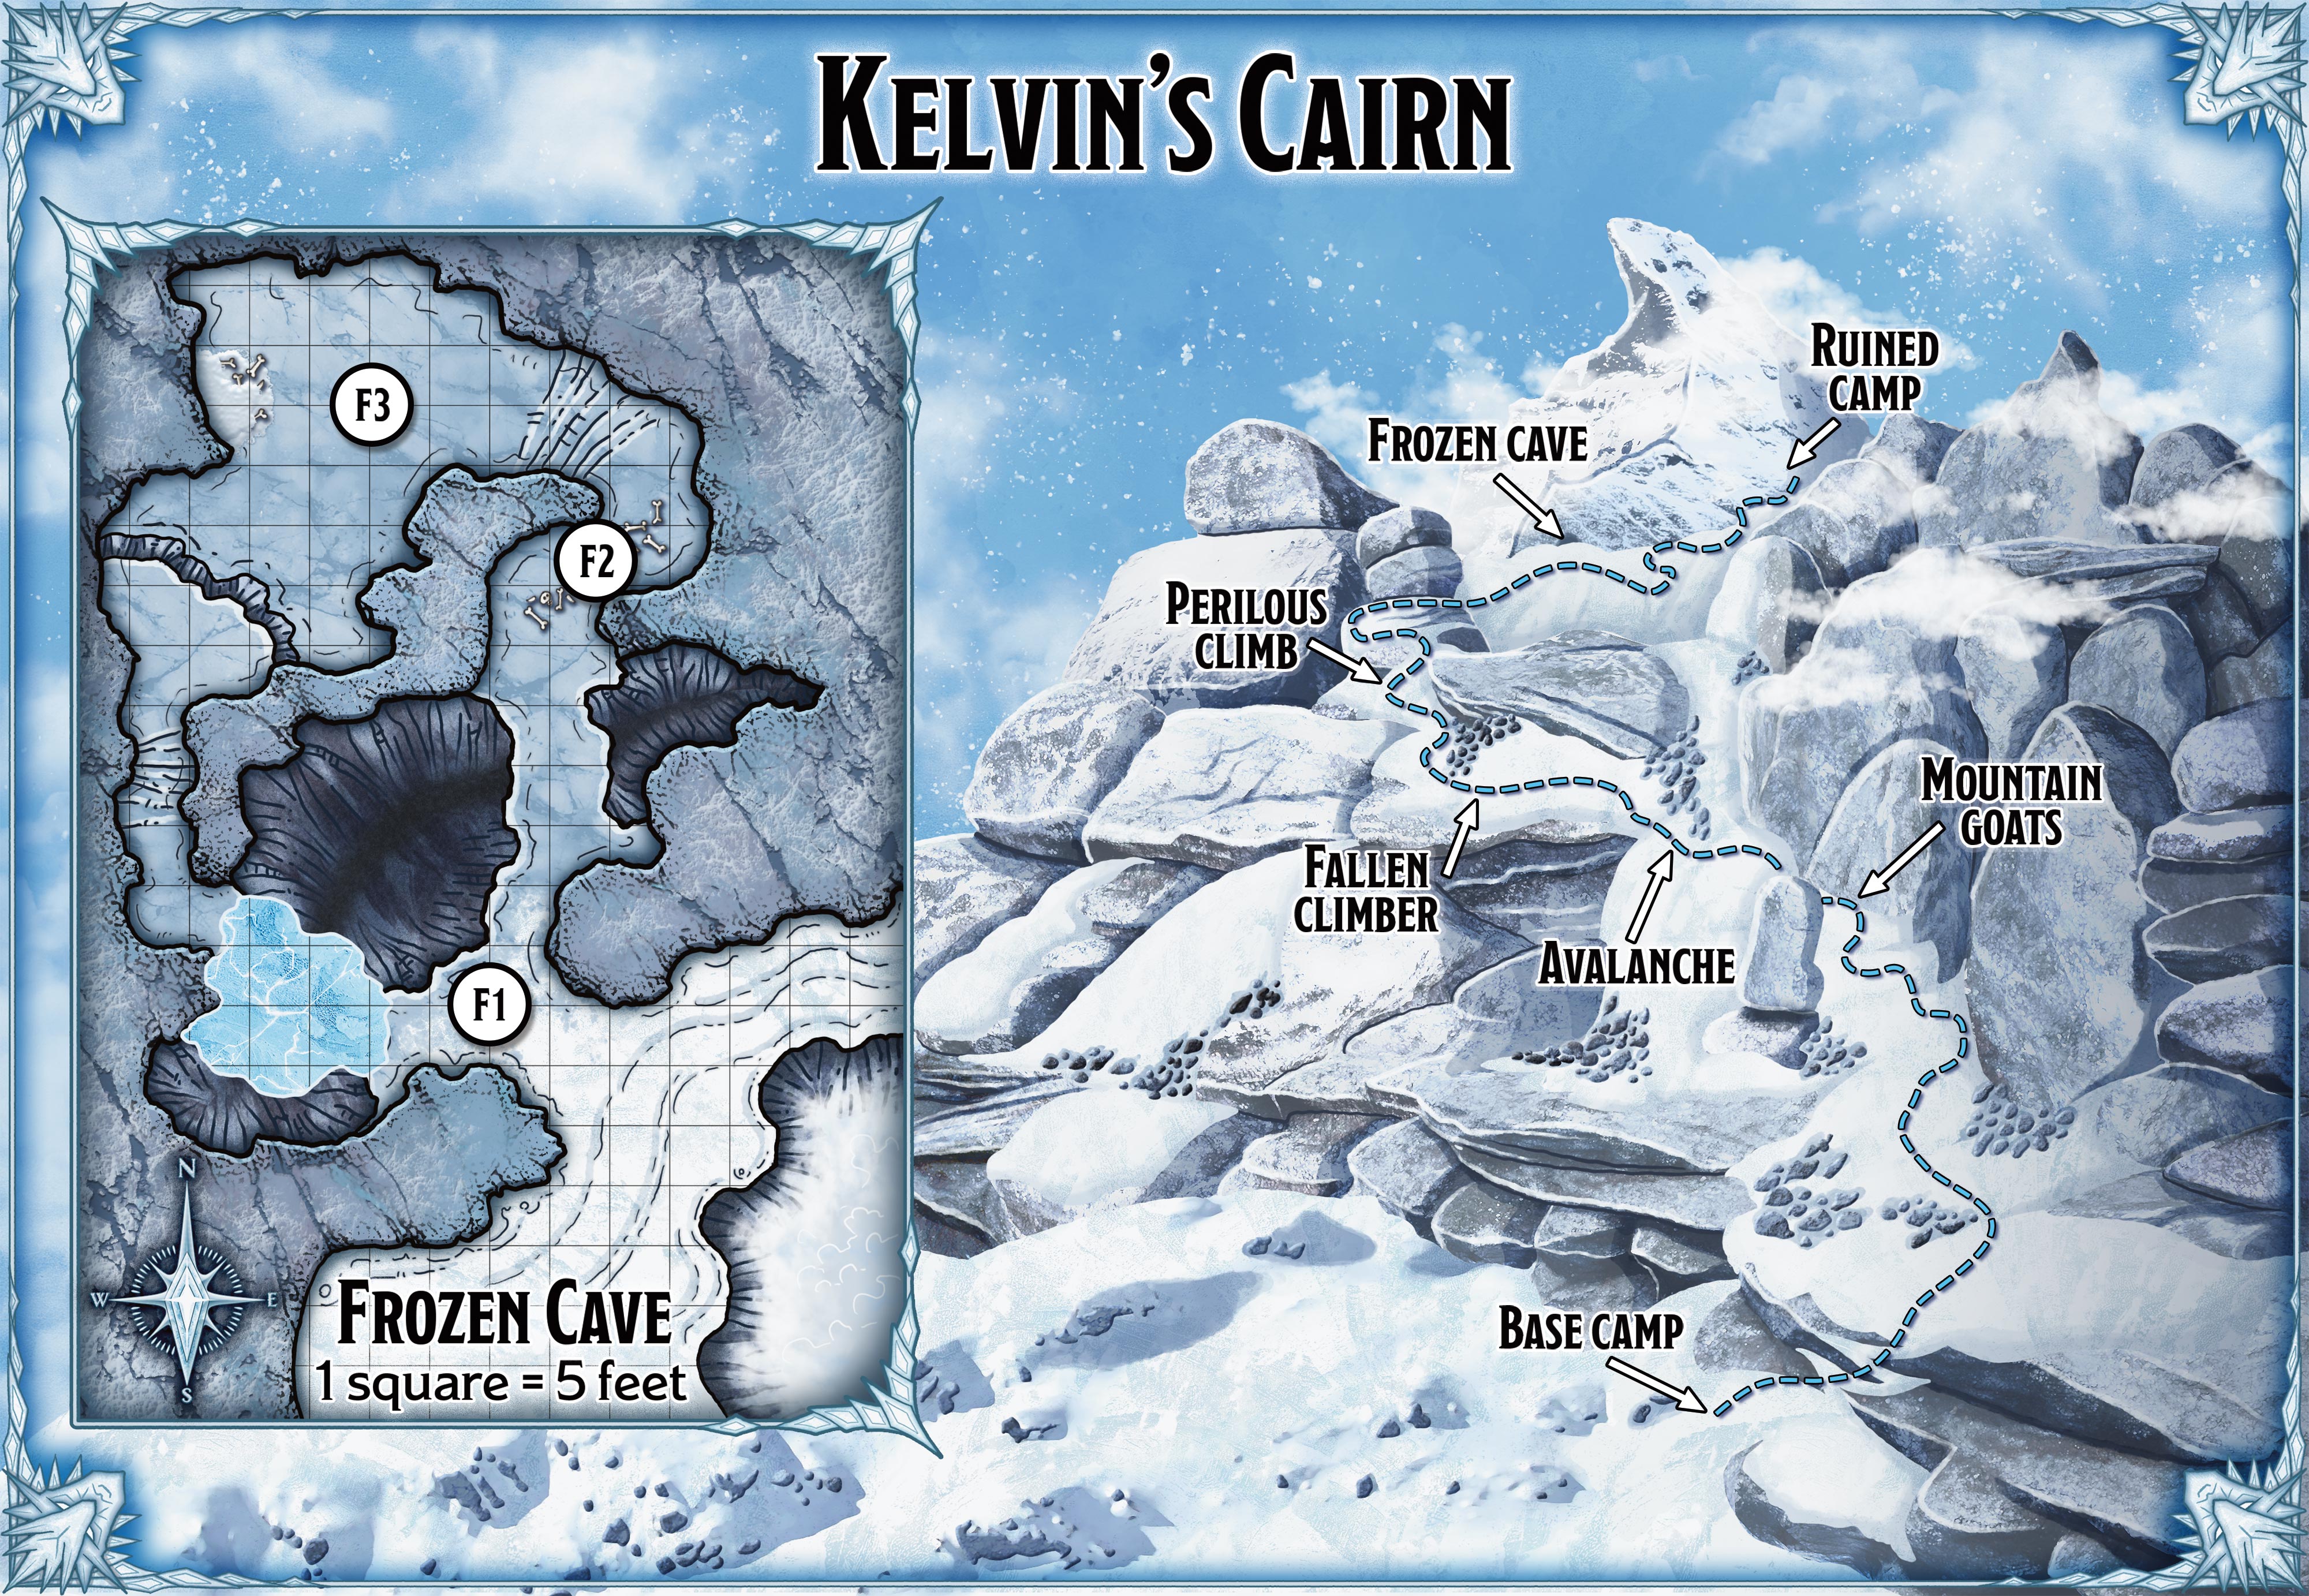 KELVIN'S CAIRN
F3
F2
F1
N
W
E
S
FROZEN CAVE
1 square = 5 feet
RUINED
CAMP
FROZEN CAVE
PERILOUS
CLIMB
MOUNTAIN
GOATS
FALLEN
CLIMBER
AVALANCHE
BASE CAMP